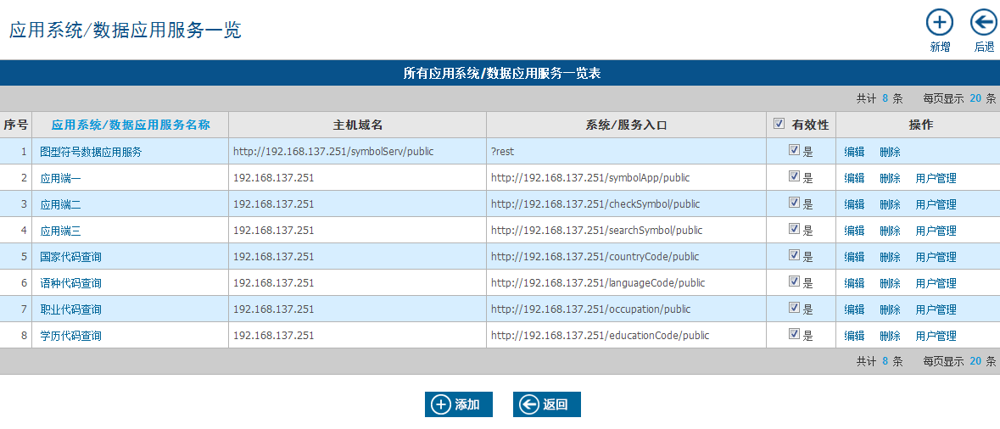 应用系统/数据应用服务一览
新增 后退
所有应用系统/数据应用服务一览表
共计 8 条 每页显示 20 条
序号 应用系统/数据应用服务名称 主机域名 系统/服务入口 有效性 操作
1 图型符号数据应用服务 http://192.168.137.251/symbolServ/public ?rest 是 编辑 删除
2 应用端一 192.168.137.251 http://192.168.137.251/symbolApp/public 是 编辑 删除 用户管理
3 应用端二 192.168.137.251 http://192.168.137.251/checkSymbol/public 是 编辑 删除 用户管理
4 应用端三 192.168.137.251 http://192.168.137.251/searchSymbol/public 是 编辑 删除 用户管理
5 国家代码查询 192.168.137.251 http://192.168.137.251/countryCode/public 是 编辑 删除 用户管理
6 语种代码查询 192.168.137.251 http://192.168.137.251/languageCode/public 是 编辑 删除 用户管理
7 职业代码查询 192.168.137.251 http://192.168.137.251/occupation/public 是 编辑 删除 用户管理
8 学历代码查询 192.168.137.251 http://192.168.137.251/educationCode/public 是 编辑 删除 用户管理
共计 8 条 每页显示 20 条
添加 返回